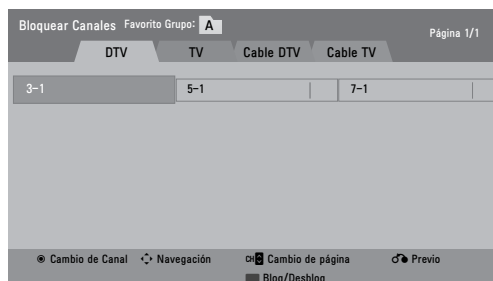 Bloquear Canales Favorito Grupo: A Página 1/1
DTV TV Cable DTV Cable TV
3-1 5-1 7-1
Cambio de Canal Navegación CH Cambio de página Previo
Bloq/Desbloq